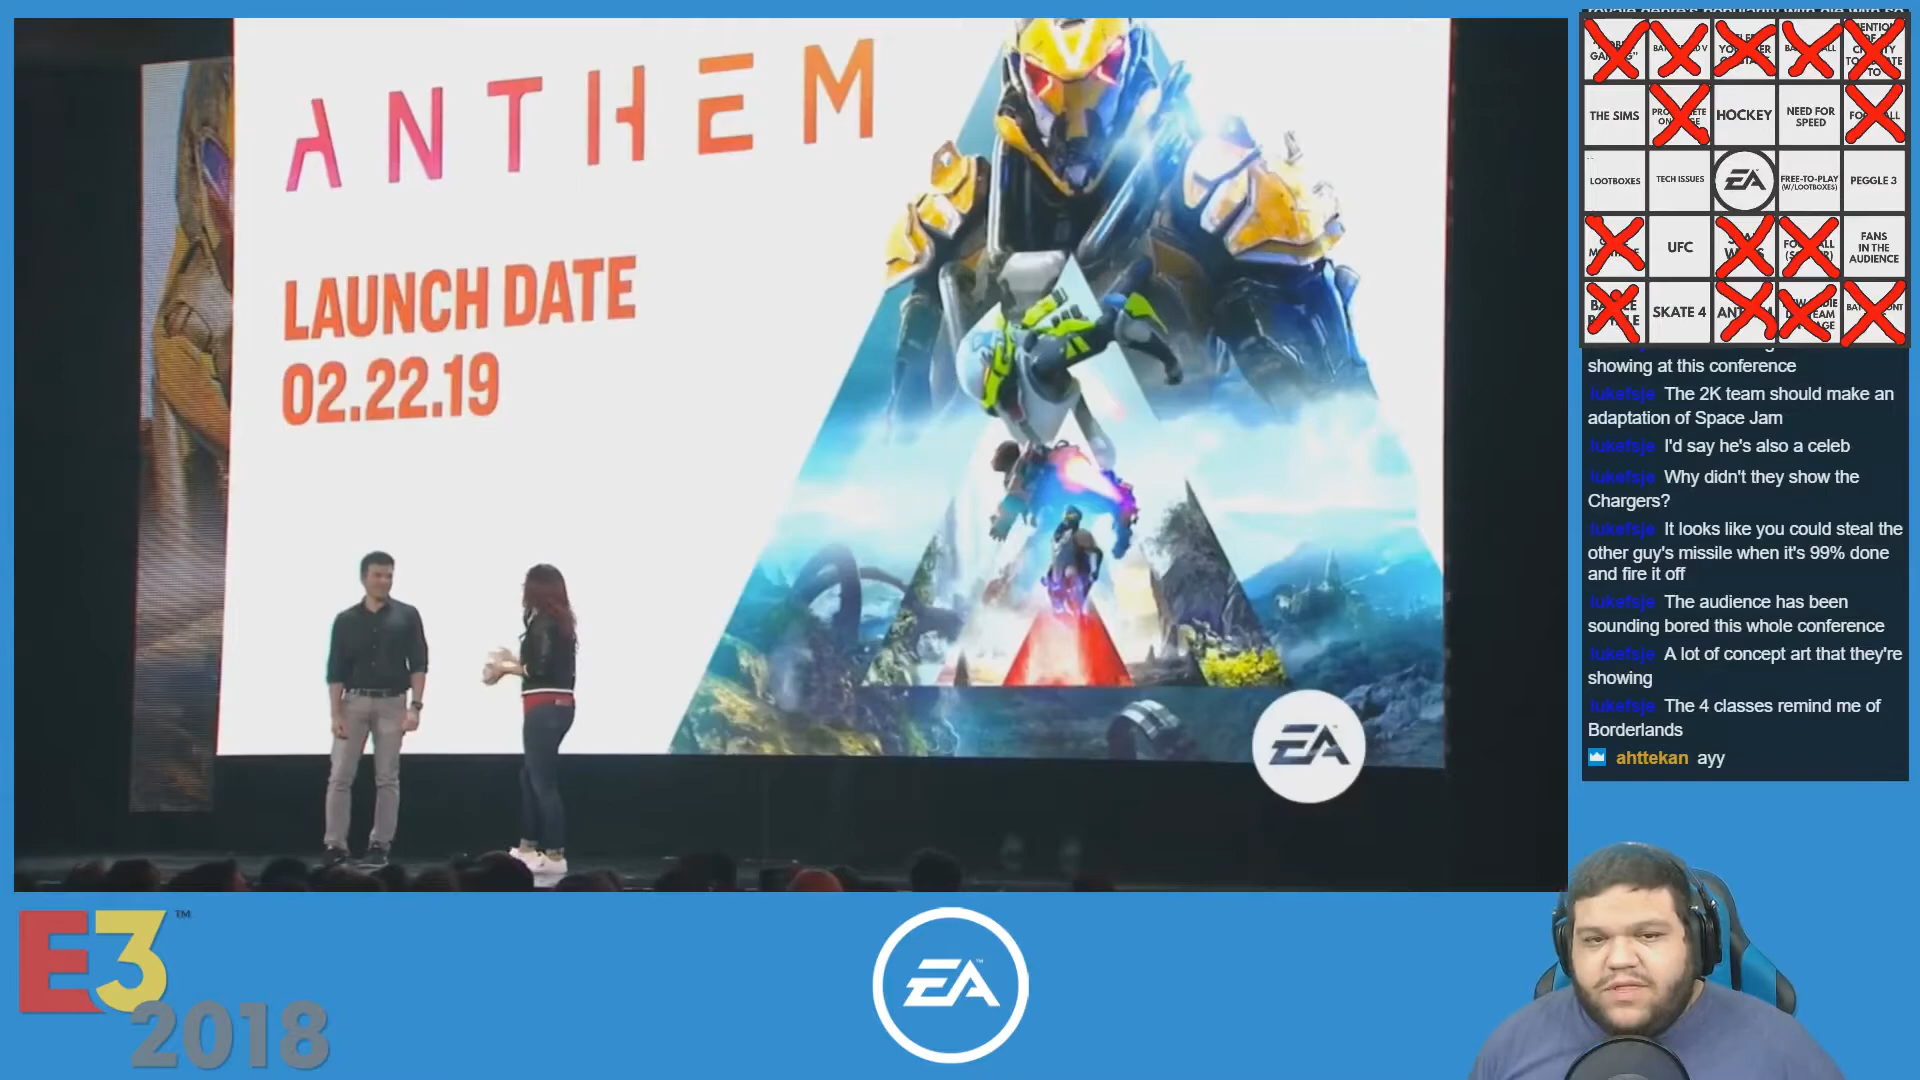 ANTHEM
LAUNCH DATE
02.22.19
EA
THE SIMS
HOCKEY
NEED FOR
SPEED
LOOTBOXES
TECH ISSUES
EA
FREE-TO-PLAY
(W/LOOTBOXES)
PEGGLE 3
UFC
FANS
IN THE
AUDIENCE
SKATE 4
showing at this conference
lukefsje The 2K team should make an
adaptation of Space Jam
lukefsje I'd say he's also a celeb
lukefsje Why didn't they show the
Chargers?
lukefsje It looks like you could steal the
other guy's missile when it's 99% done
and fire it off
lukefsje The audience has been
sounding bored this whole conference
lukefsje A lot of concept art that they're
showing
lukefsje The 4 classes remind me of
Borderlands
ahttekan ayy
E3™
2018
EA™